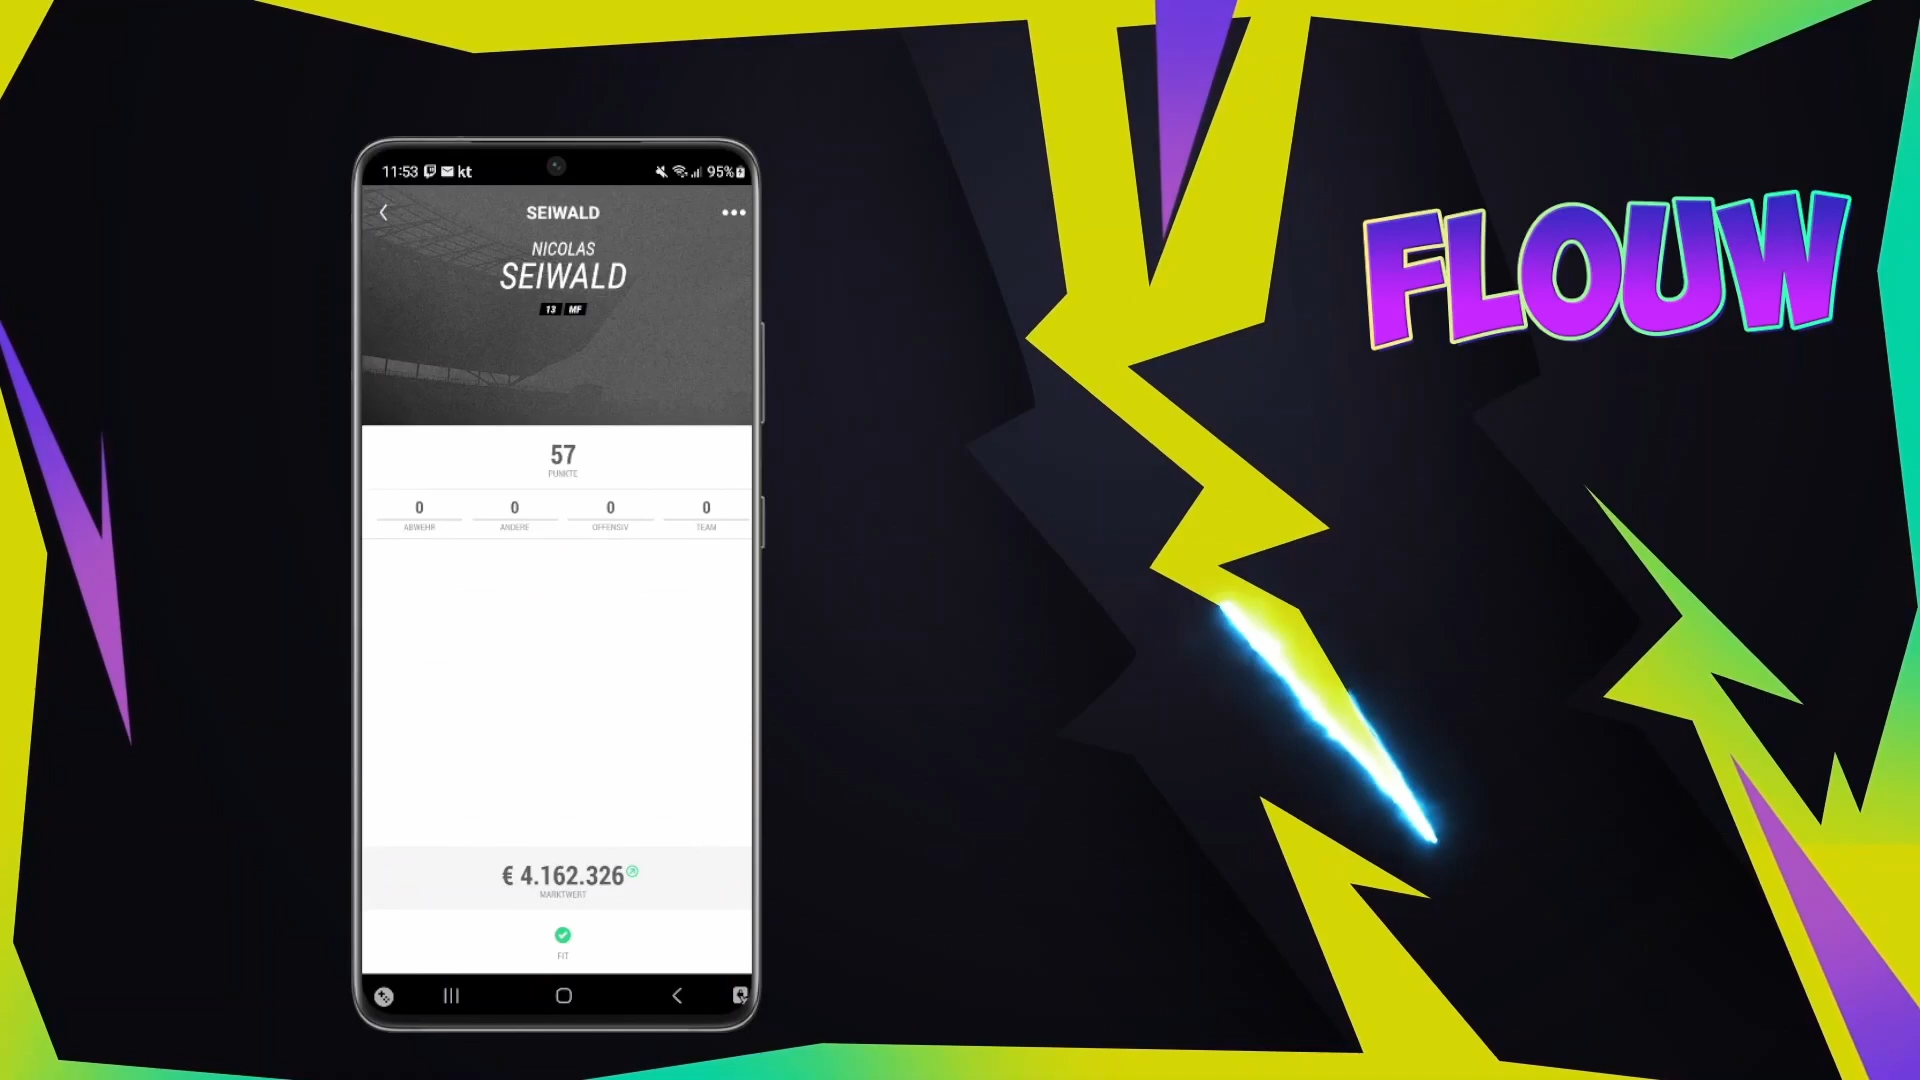 11:53 kt 95%
SEIWALD
NICOLAS
SEIWALD
13 MF
57
PUNKTE
0 0 0 0
ABWEHR ANDERE OFFENSIV TEAM
€ 4.162.326
MARKTWERT
FIT
FLOUW